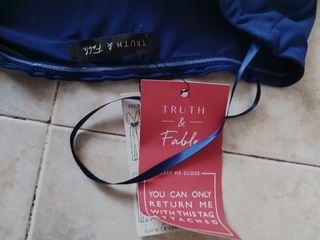 TRUTH & Fable
TRUTH
&
Fable
KEEP ME CLOSE
YOU CAN ONLY
RETURN ME
WITH THIS TAG
ATTACHED